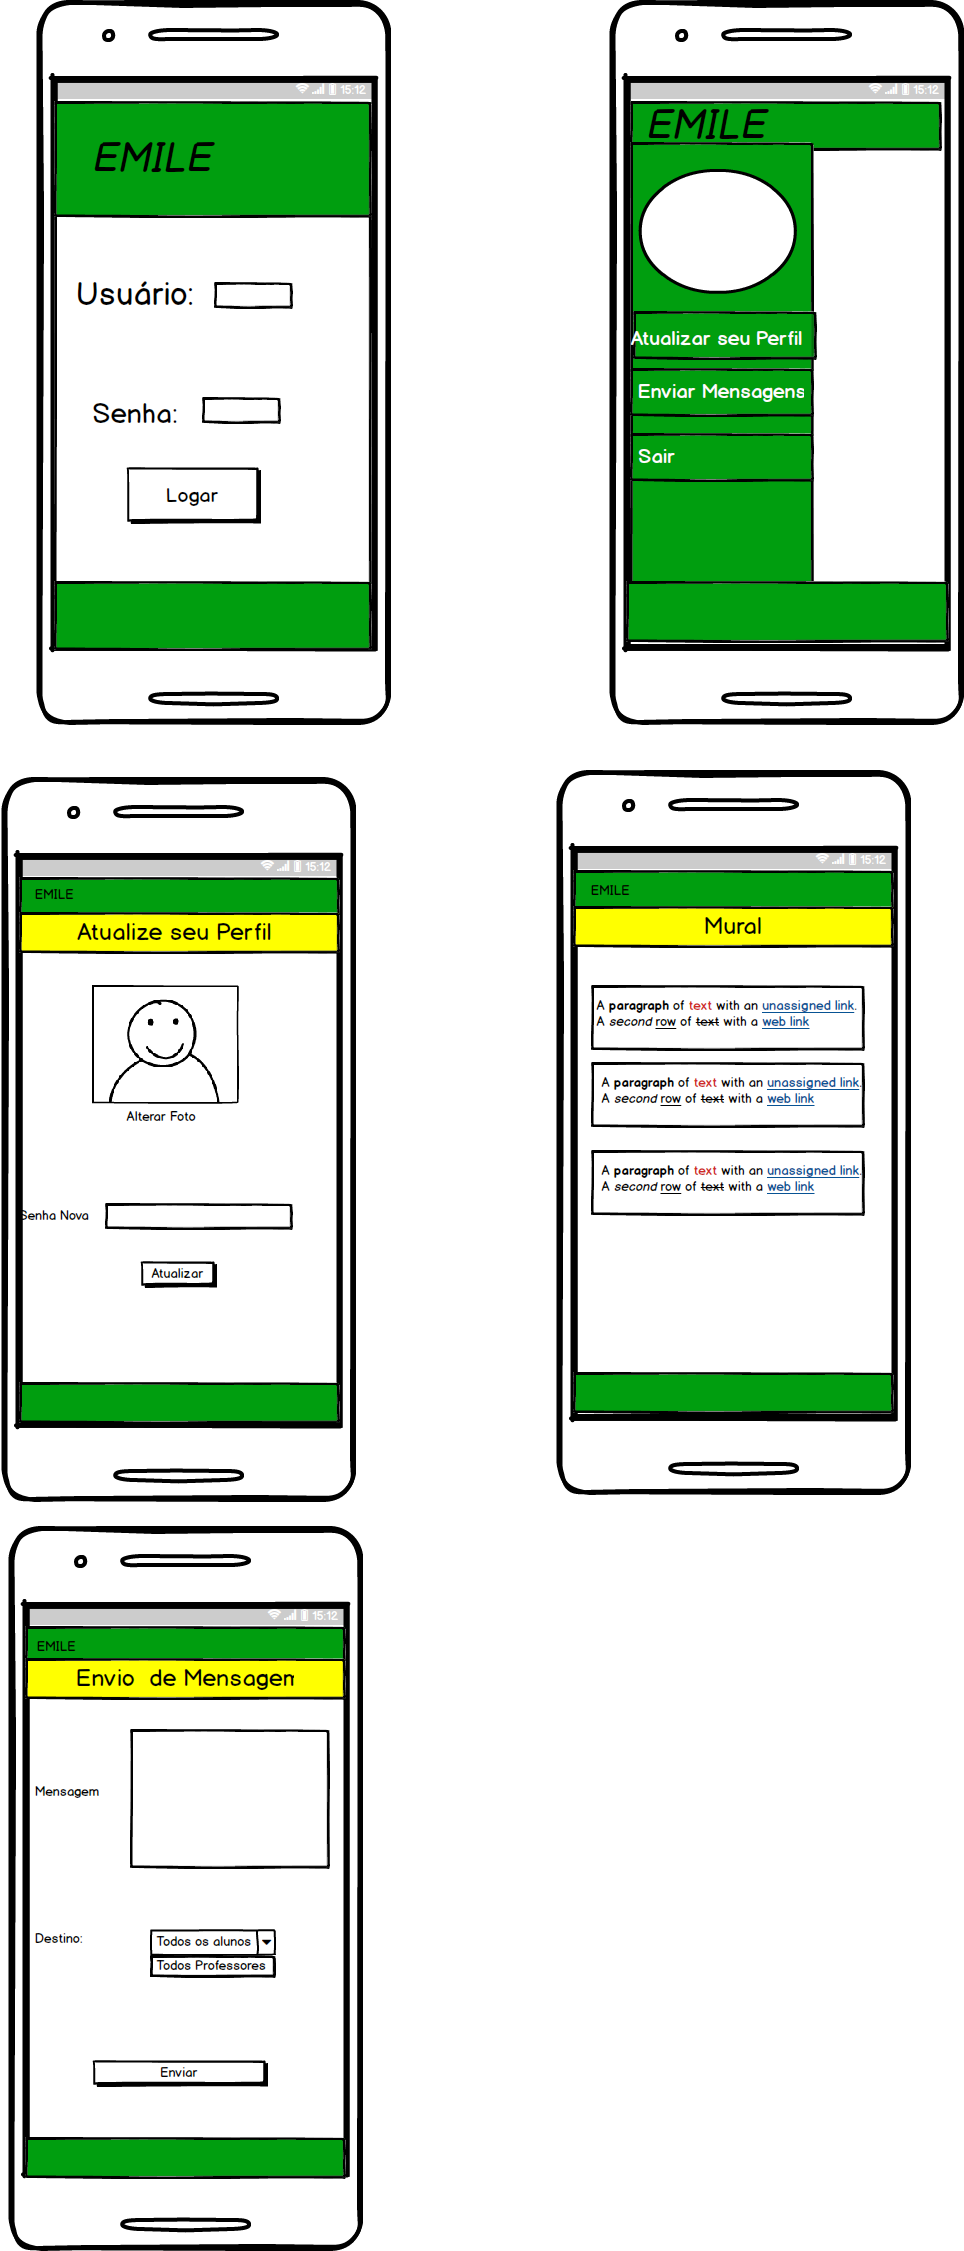 15:12
EMILE
Usuário:
Senha:
Logar
15:12
EMILE
Atualizar seu Perfil
Enviar Mensagens
Sair
15:12
EMILE
Atualize seu Perfil
Alterar Foto
Senha Nova
Atualizar
15:12
EMILE
Mural
A paragraph of text with an unassigned link.
A second row of text with a web link
A paragraph of text with an unassigned link.
A second row of text with a web link
A paragraph of text with an unassigned link.
A second row of text with a web link
15:12
EMILE
Envio de Mensagem
Mensagem
Destino:
Todos os alunos
Todos Professores
Enviar